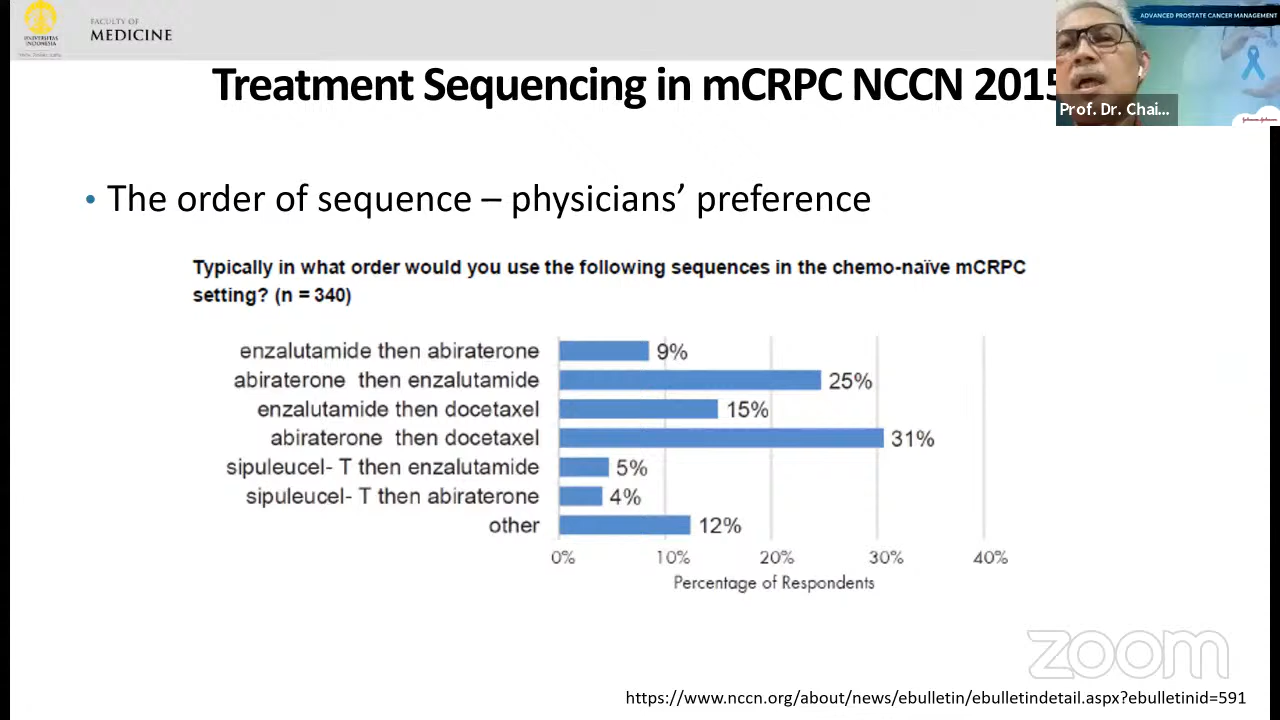 UNIVERSITAS
INDONESIA
FACULTY OF
MEDICINE
ADVANCED PROSTATE CANCER MANAGEMENT
Prof. Dr. Chai...
Treatment Sequencing in mCRPC NCCN 2015
• The order of sequence – physicians’ preference
Typically in what order would you use the following sequences in the chemo-naïve mCRPC
setting? (n = 340)
enzalutamide then abiraterone 9%
abiraterone then enzalutamide 25%
enzalutamide then docetaxel 15%
abiraterone then docetaxel 31%
sipuleucel- T then enzalutamide 5%
sipuleucel- T then abiraterone 4%
other 12%
0% 10% 20% 30% 40%
Percentage of Respondents
zoom
https://www.nccn.org/about/news/ebulletin/ebulletindetail.aspx?ebulletinid=591